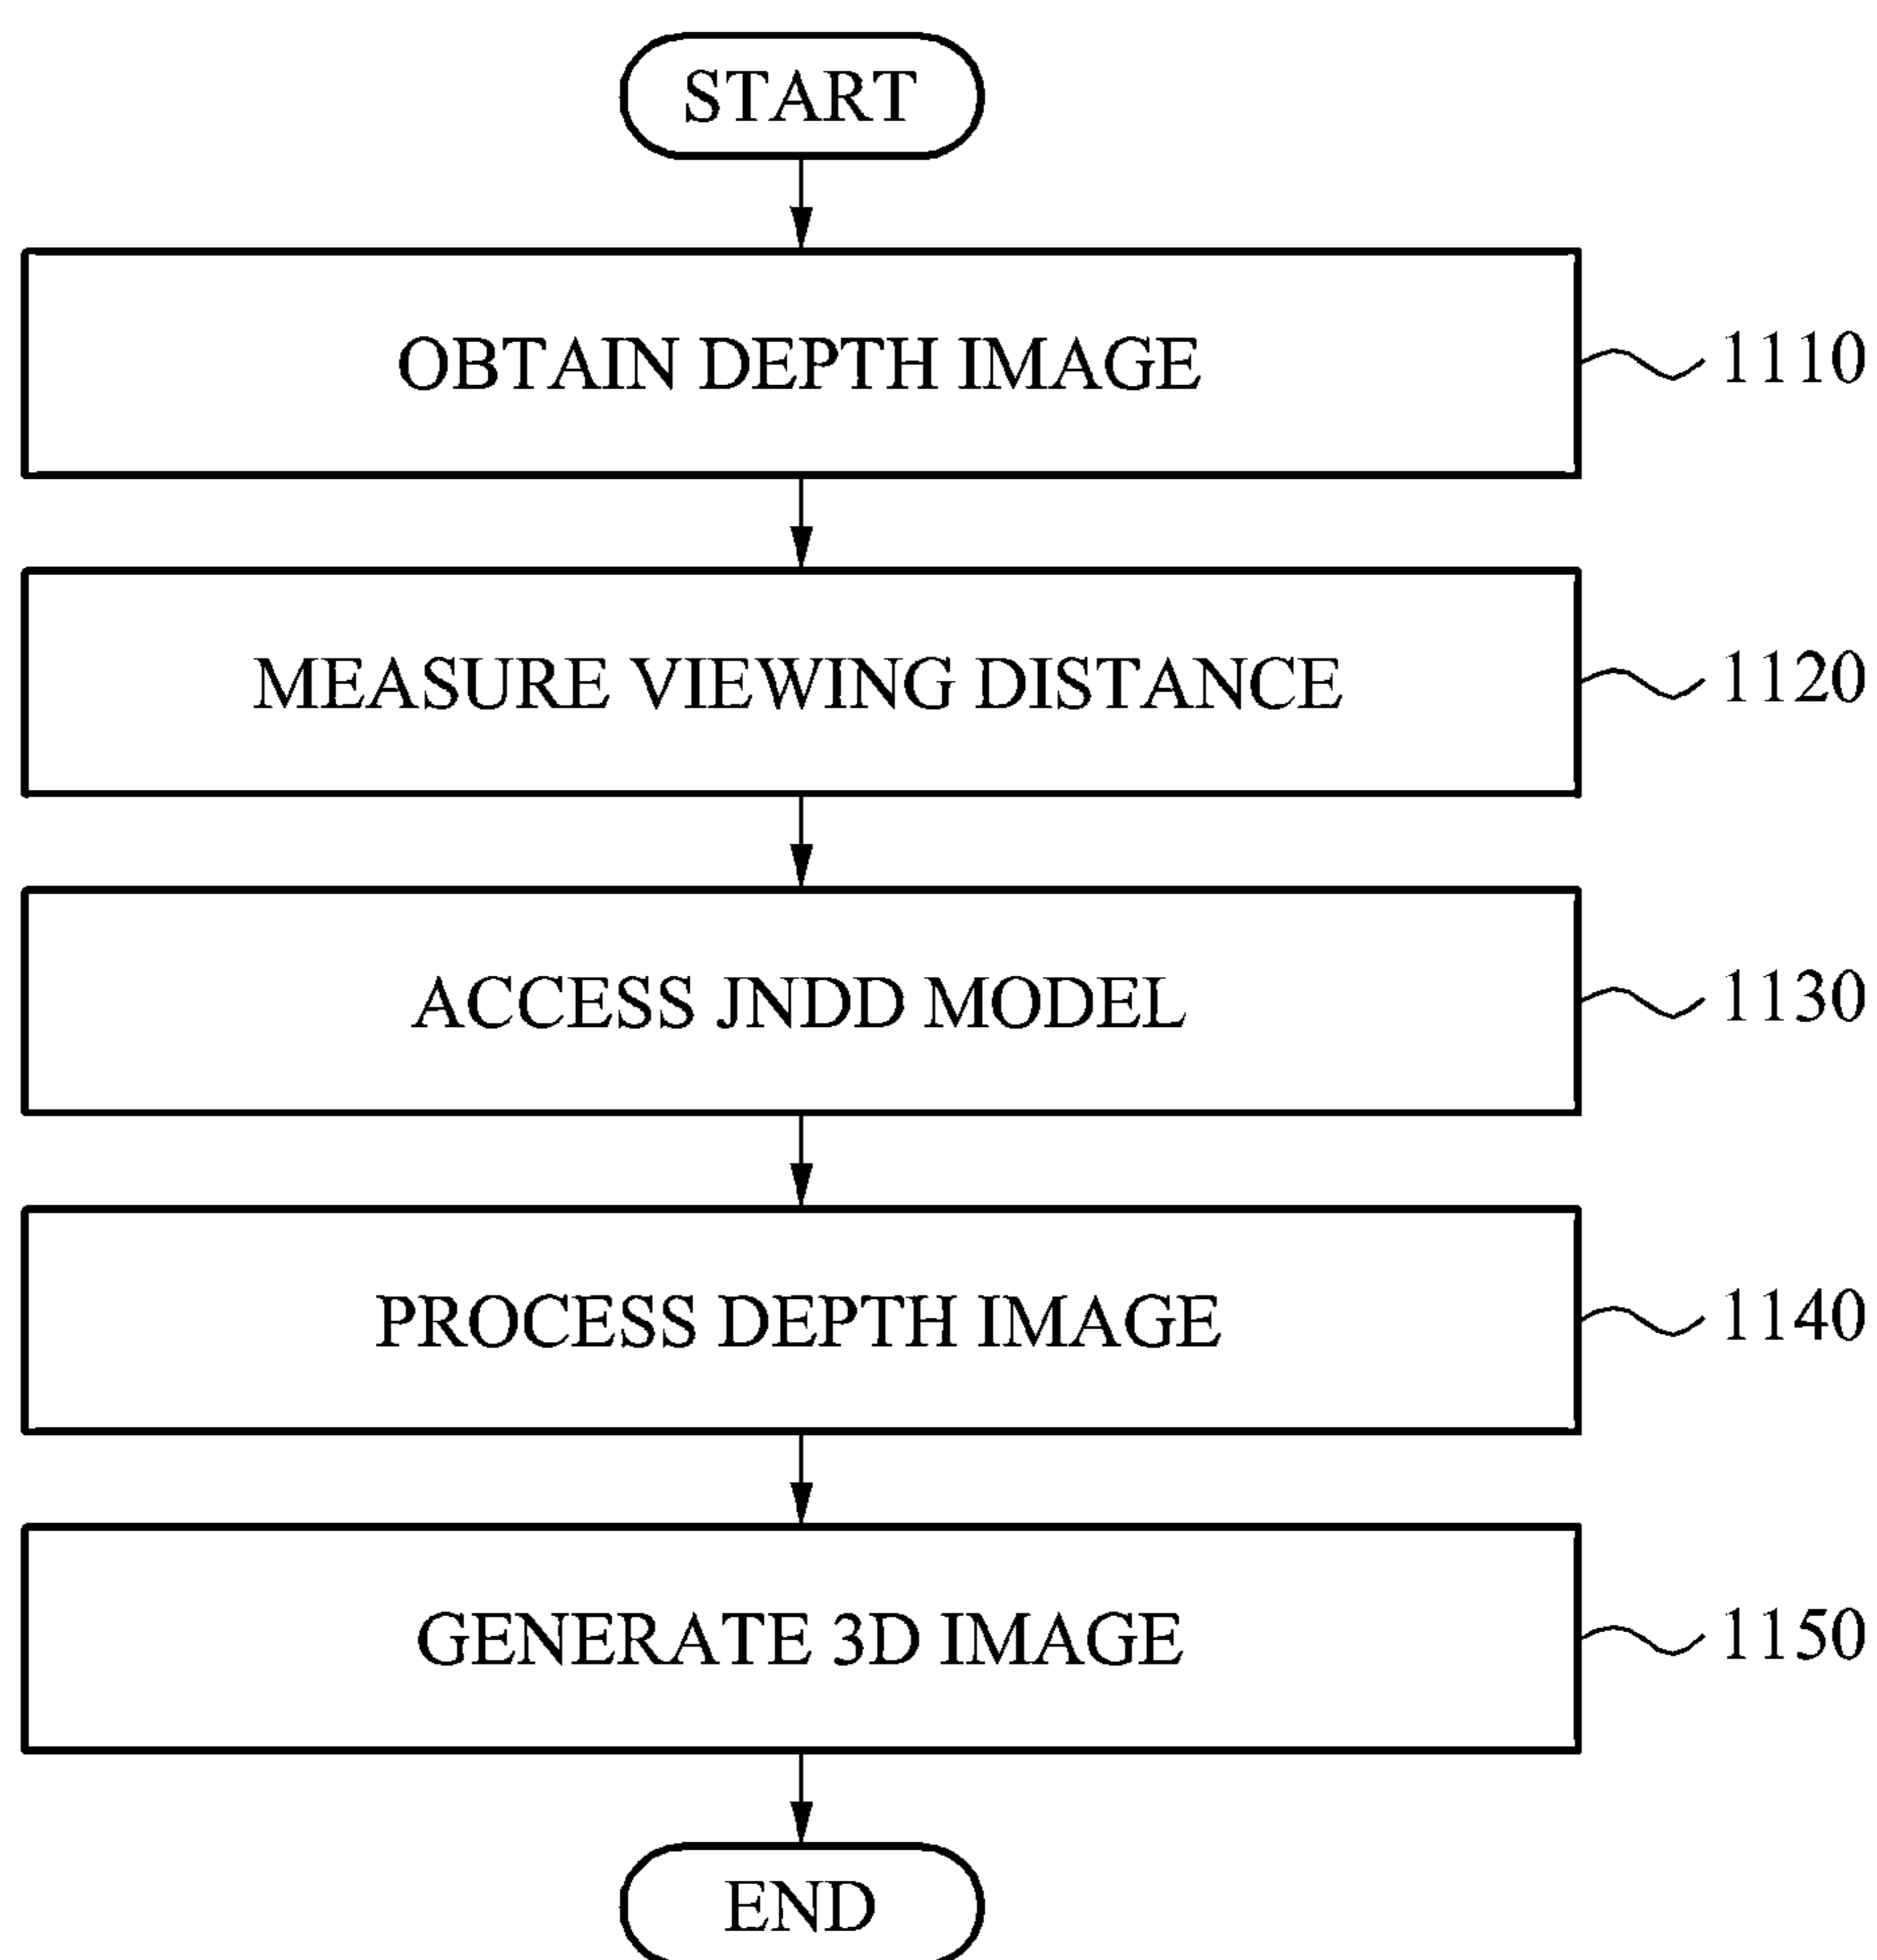 START
OBTAIN DEPTH IMAGE 1110
MEASURE VIEWING DISTANCE 1120
ACCESS JNDD MODEL 1130
PROCESS DEPTH IMAGE 1140
GENERATE 3D IMAGE 1150
END